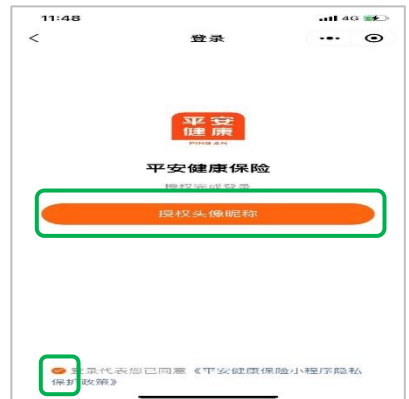 11:48
4G
登录
平安
健康
PING AN
平安健康保险
授权完成登录
授权头像昵称
登录代表您已同意《平安健康保险小程序隐私
保护政策》